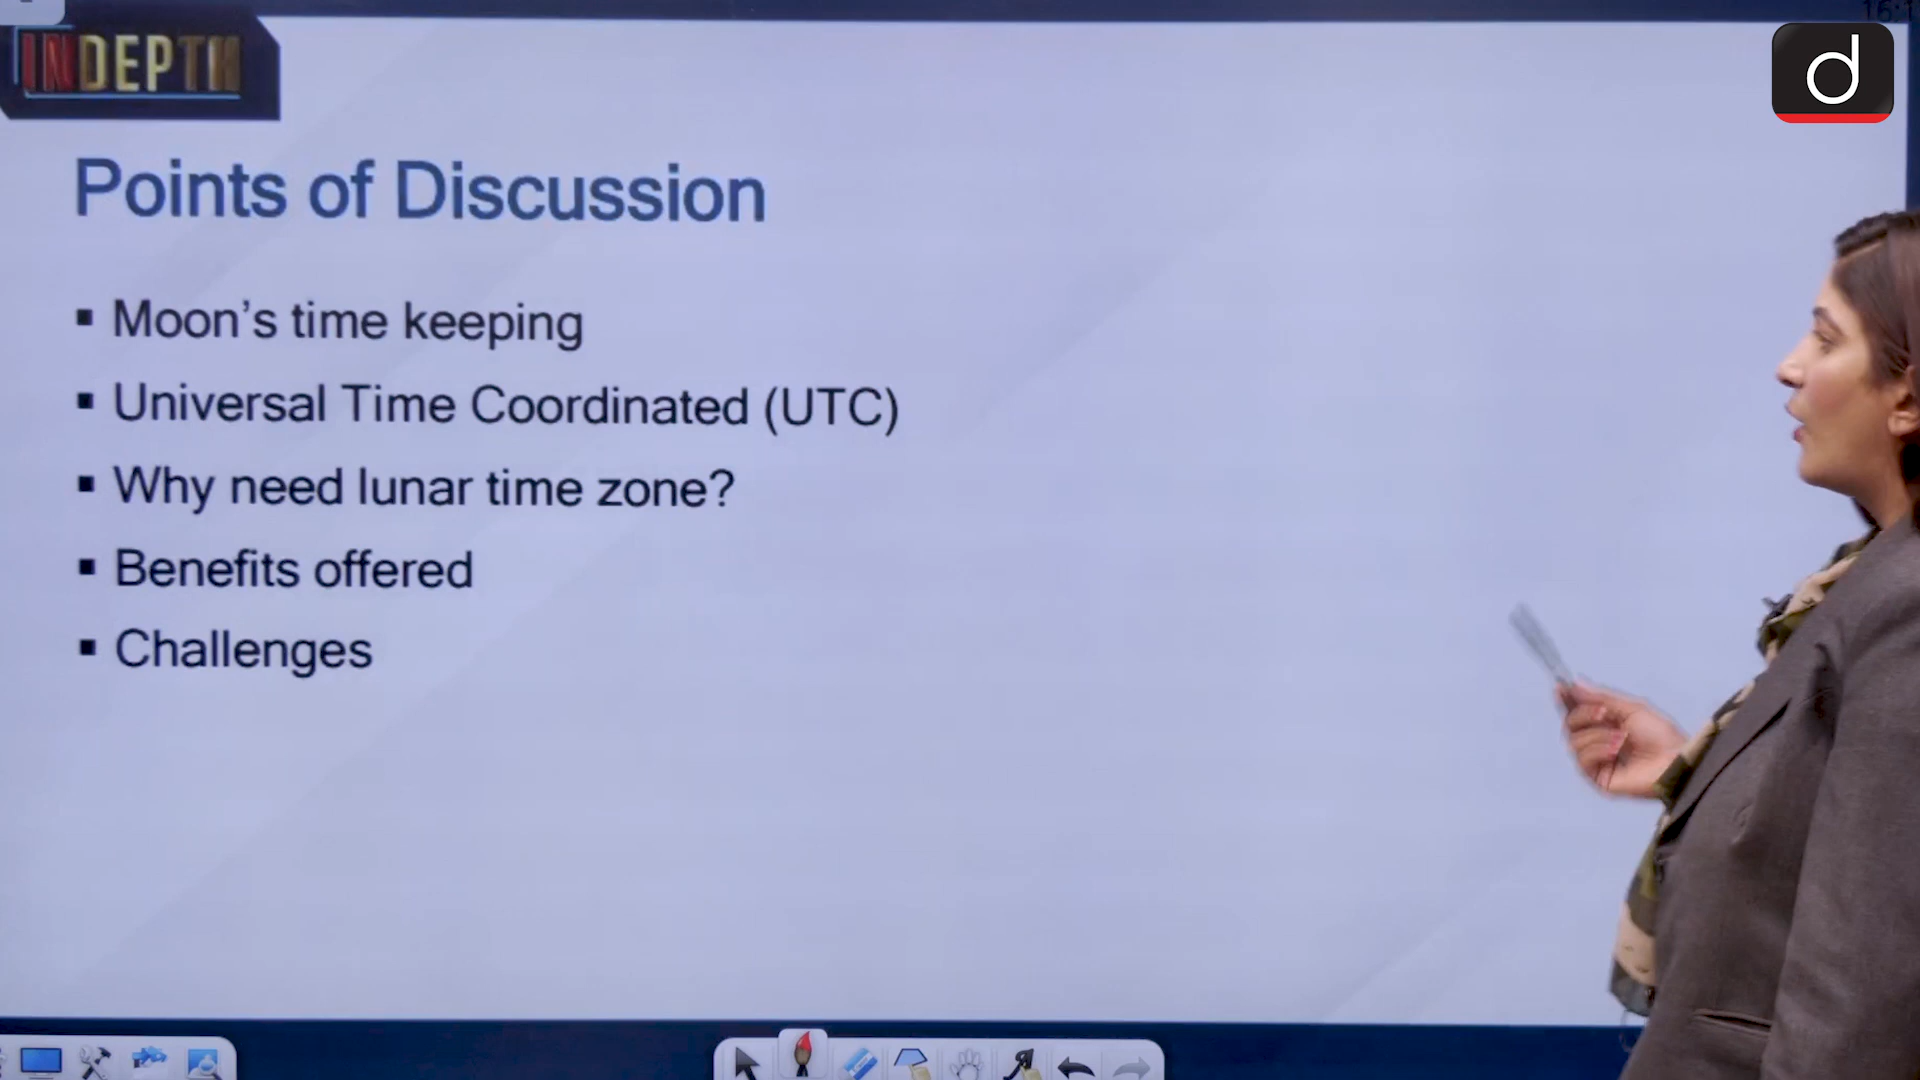 INDEPTH
d
Points of Discussion
▪ Moon's time keeping
▪ Universal Time Coordinated (UTC)
▪ Why need lunar time zone?
▪ Benefits offered
▪ Challenges